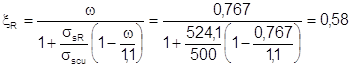 ξR = ω / (1 + σsR/σscu (1 − ω/1,1)) = 0,767 / (1 + 524,1/500 (1 − 0,767/1,1)) = 0,58